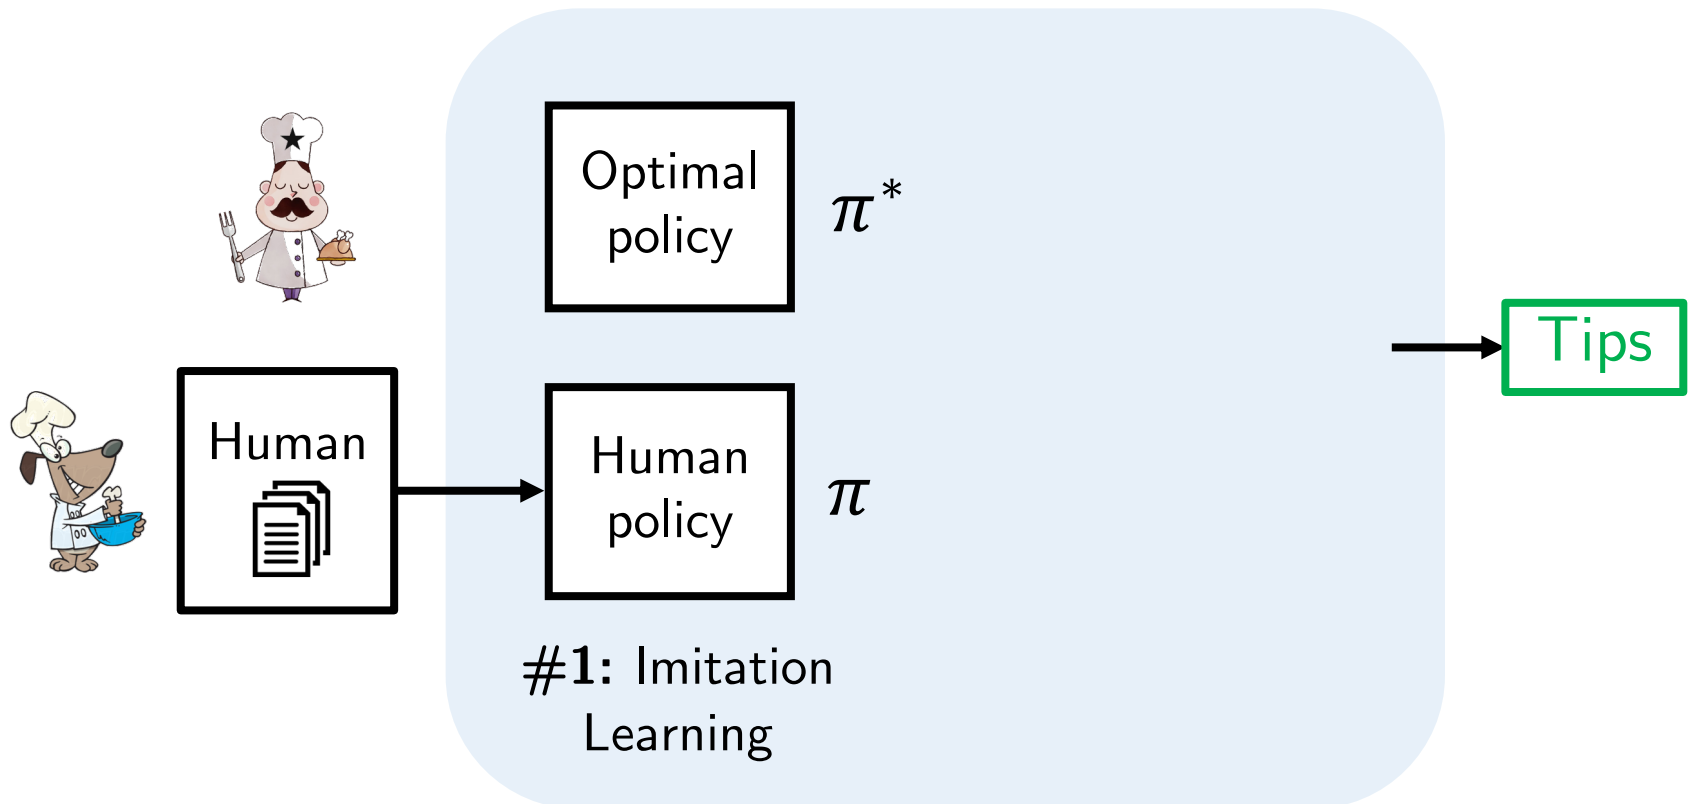 Optimal
policy
π*
Tips
Human
Human
policy
π
#1: Imitation
Learning